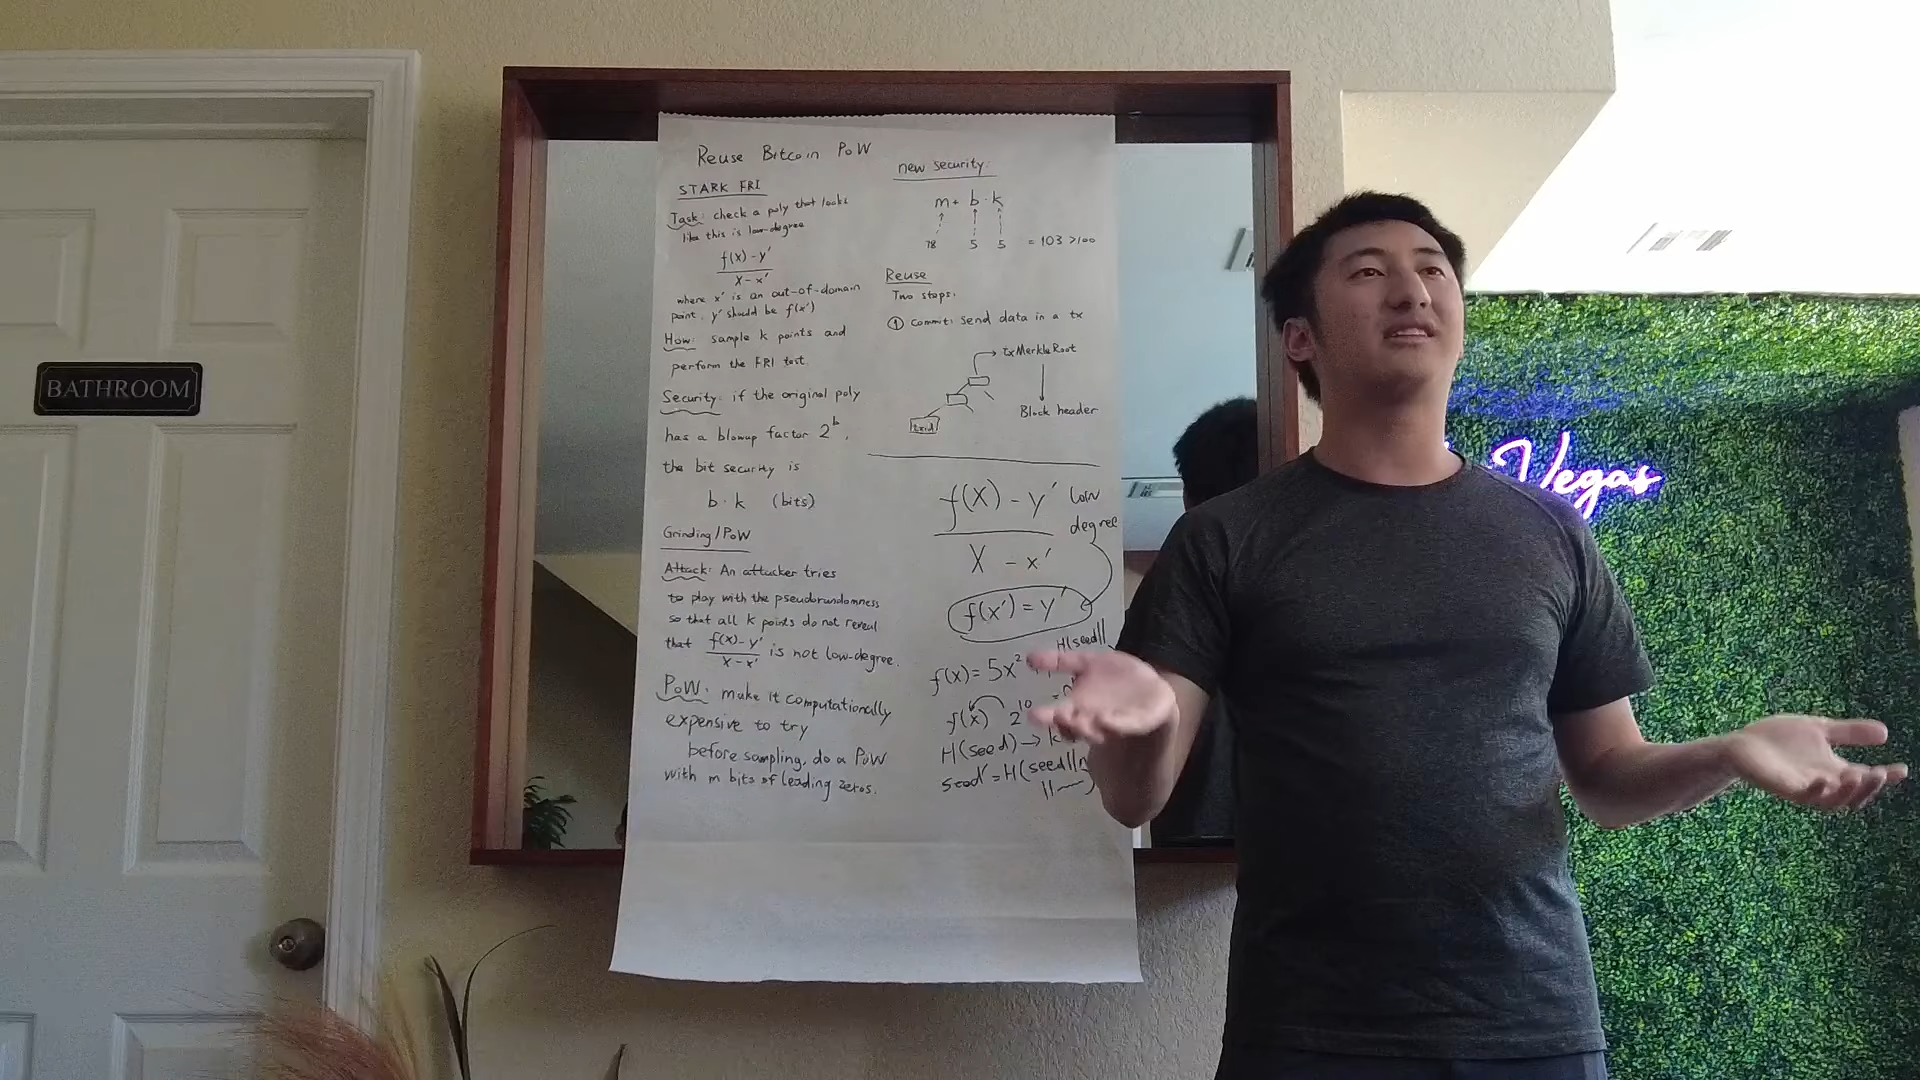 BATHROOM
Reuse Bitcoin PoW
STARK FRI
Task: check a poly that looks
like this is low-degree
f(x) - y'
x - x'
where x' is an out-of-domain
point, y' should be f(x')
How: sample k points and
perform the FRI test.
Security: if the original poly
has a blowup factor 2^b,
the bit security is
b · k (bits)
Grinding/PoW
Attack: An attacker tries
to play with the pseudorandomness
so that all k points do not reveal
that f(x) - y' / x - x' is not low-degree.
PoW: make it computationally
expensive to try
before sampling, do a PoW
with m bits of leading zeros.
new security:
m + b · k
78 5 5 = 103 > 100
Reuse
Two steps.
① Commit: send data in a tx
txMerkleRoot
Block header
txid
f(x) - y' low
degree
X - x'
f(x') = y'
H(seed||
f(x) = 5x²
f(x) 2^10
H(seed) → k
seed' = H(seed||n
||
Vegas